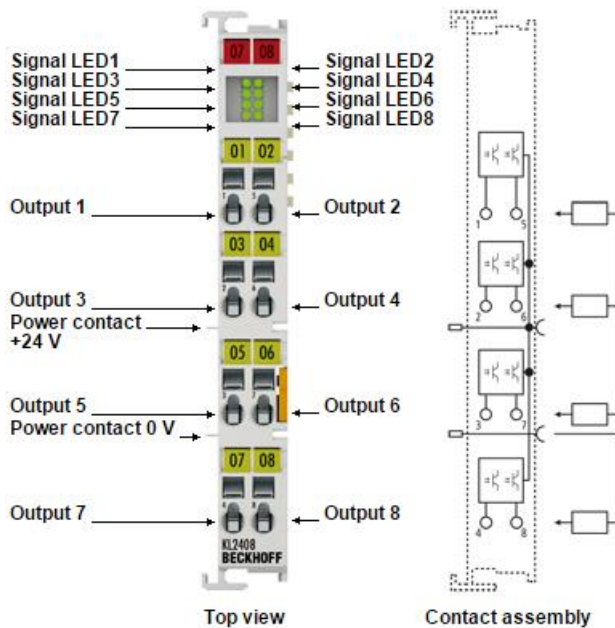 07 08
Signal LED1
Signal LED2
Signal LED3
Signal LED4
Signal LED5
Signal LED6
Signal LED7
Signal LED8
01 02
Output 1
Output 2
03 04
Output 3
Output 4
Power contact
+24 V
05 06
Output 5
Output 6
Power contact 0 V
07 08
Output 7
Output 8
KL2408
BECKHOFF
Top view
1 5
2 6
3 7
4 8
Contact assembly